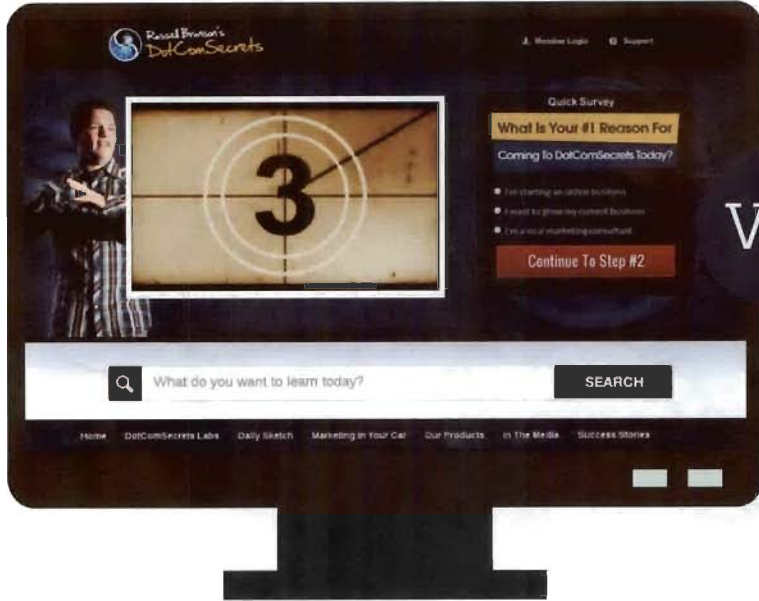 Russell Brunson's
DotComSecrets
Member Login Support
3
Quick Survey
What Is Your #1 Reason For
Coming To DotComSecrets Today?
I'm starting an online business
I want to grow my current business
I'm a local marketing consultant
Continue To Step #2
V
What do you want to learn today? SEARCH
Home DotComSecrets Labs Daily Sketch Marketing In Your Car Our Products In The Media Success Stories